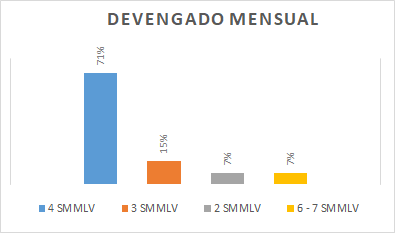 DEVENGADO MENSUAL
71%
15%
7%
7%
4 SMMLV
3 SMMLV
2 SMMLV
6 - 7 SMMLV